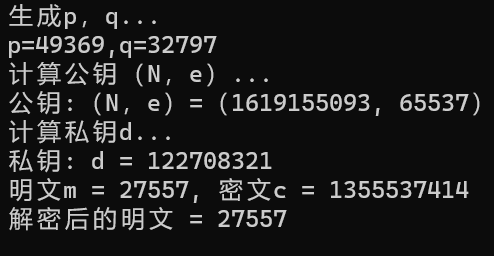 生成p，q...
p=49369,q=32797
计算公钥（N，e）...
公钥：（N，e）=（1619155093, 65537）
计算私钥d...
私钥：d = 122708321
明文m = 27557, 密文c = 1355537414
解密后的明文 = 27557